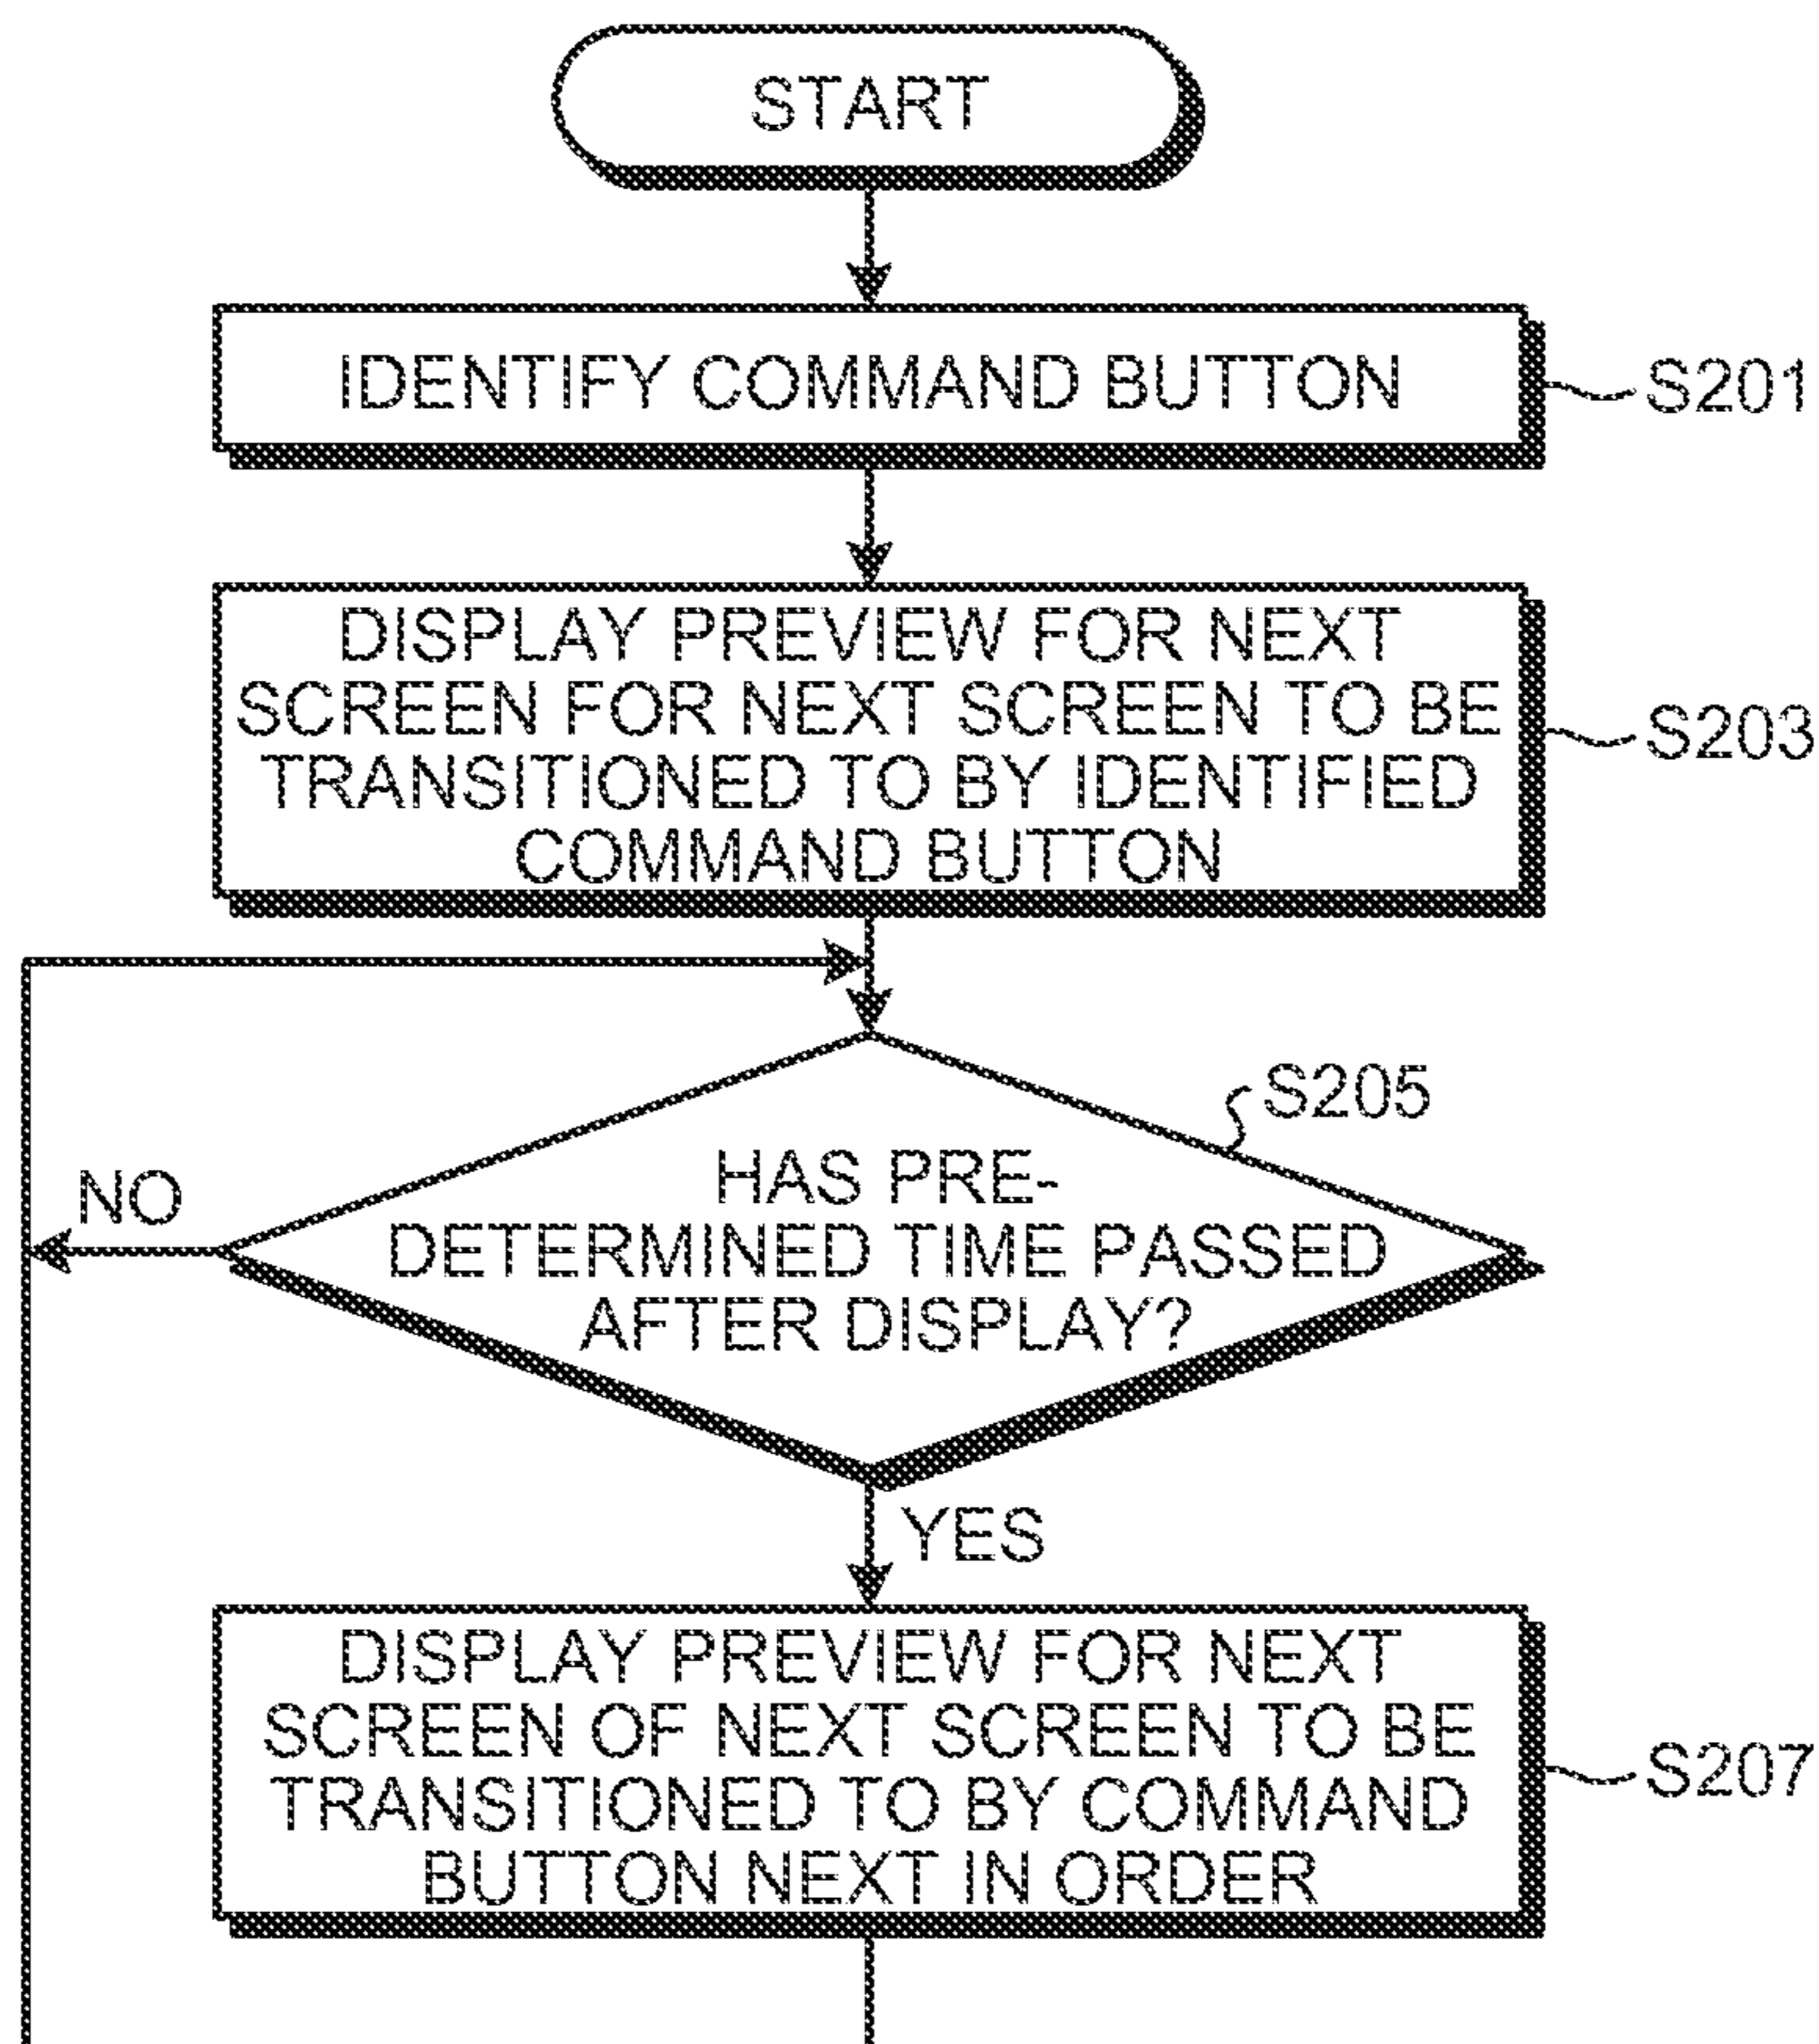 START
IDENTIFY COMMAND BUTTON
S201
DISPLAY PREVIEW FOR NEXT
SCREEN FOR NEXT SCREEN TO BE
TRANSITIONED TO BY IDENTIFIED
COMMAND BUTTON
S203
S205
HAS PRE-
DETERMINED TIME PASSED
AFTER DISPLAY?
NO
YES
DISPLAY PREVIEW FOR NEXT
SCREEN OF NEXT SCREEN TO BE
TRANSITIONED TO BY COMMAND
BUTTON NEXT IN ORDER
S207